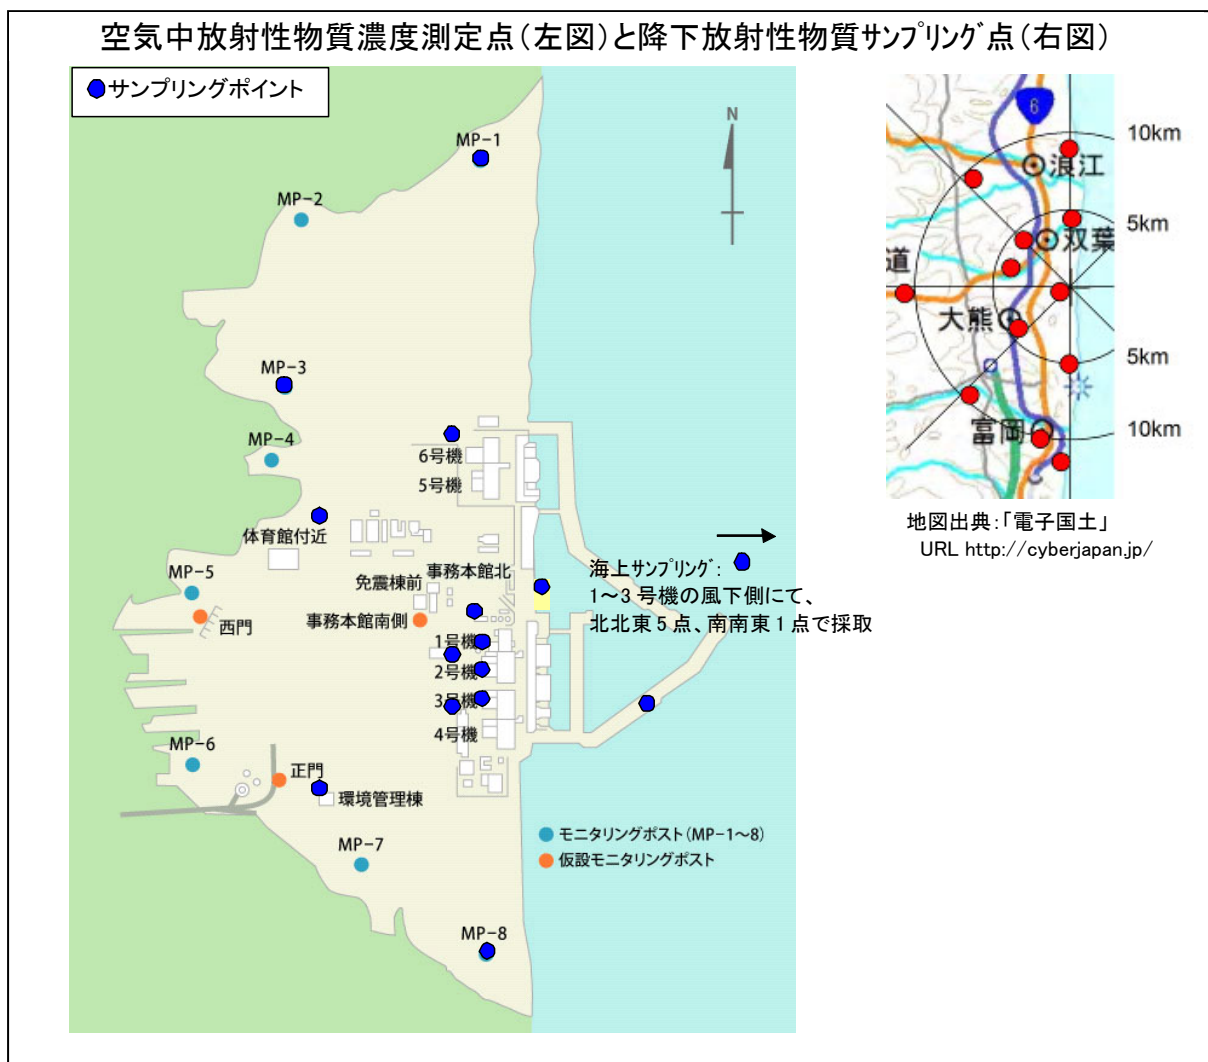 空気中放射性物質濃度測定点(左図)と降下放射性物質サンプリング点(右図)
サンプリングポイント
N
MP-1
MP-2
MP-3
MP-4
6号機
5号機
体育館付近
MP-5
免震棟前
事務本館北
西門
事務本館南側
1号機
2号機
3号機
4号機
海上サンプリング:
1~3号機の風下側にて、
北北東5点、南南東1点で採取
MP-6
正門
環境管理棟
MP-7
MP-8
モニタリングポスト(MP-1~8)
仮設モニタリングポスト
6
10km
浪江
5km
双葉
道
大熊
5km
富岡
10km
地図出典:「電子国土」
URL http://cyberjapan.jp/